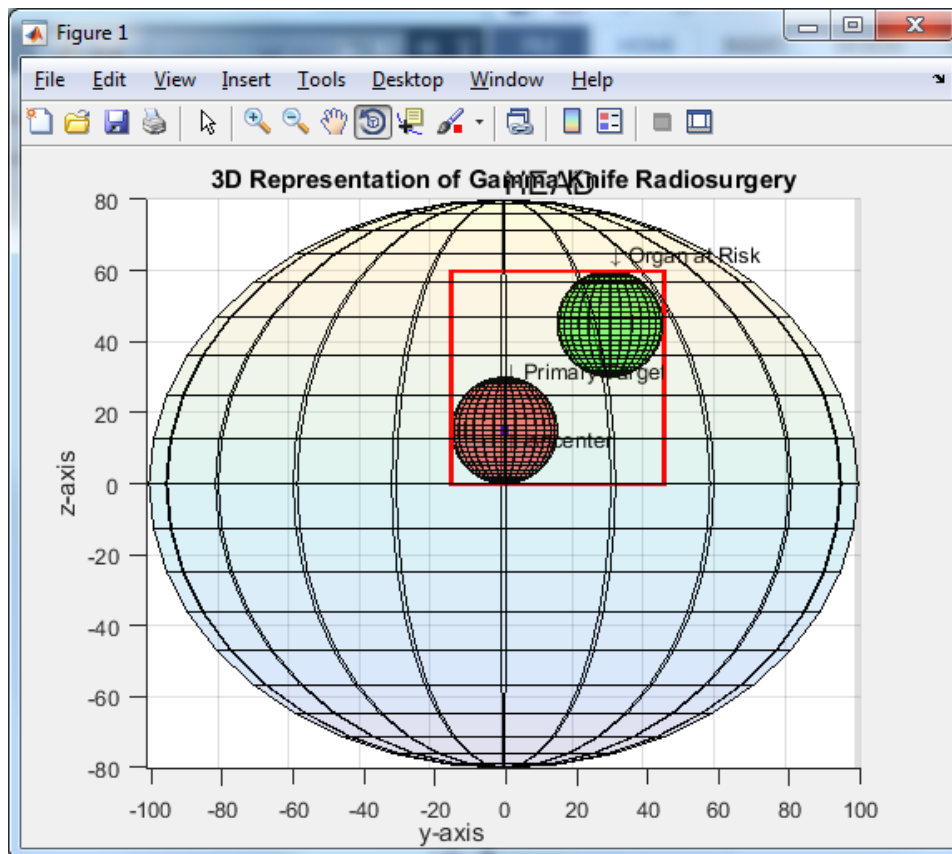 Figure 1
File Edit View Insert Tools Desktop Window Help
3D Representation of Gamma Knife Radiosurgery
HEAD
80
↓ Organ at Risk
60
40
↓ Primary Target
20
0
-20
-40
-60
-80
z-axis
-100 -80 -60 -40 -20 0 20 40 60 80 100
y-axis